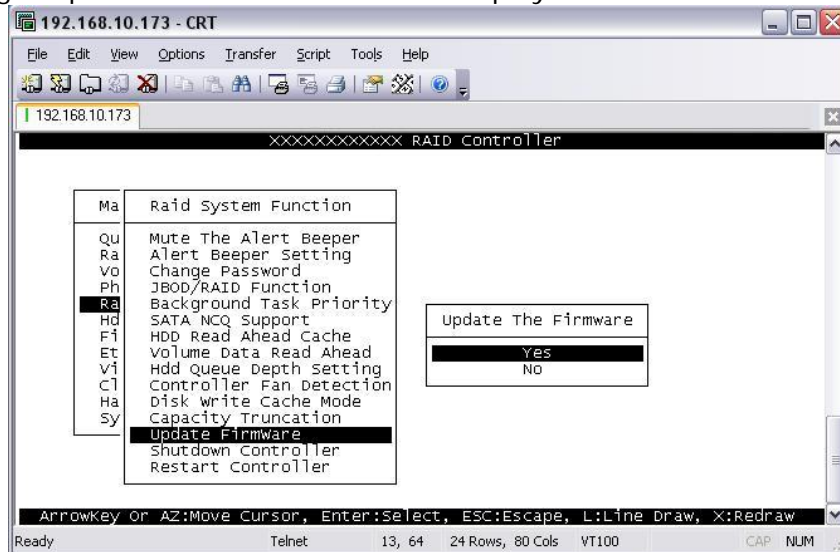 192.168.10.173 - CRT
File Edit View Options Transfer Script Tools Help
192.168.10.173
XXXXXXXXXXXX RAID Controller
Ma
Qu
Ra
Vo
Ph
Ra
Hd
Fi
Et
Vi
Cl
Ha
Sy
Raid System Function
Mute The Alert Beeper
Alert Beeper Setting
Change Password
JBOD/RAID Function
Background Task Priority
SATA NCQ Support
HDD Read Ahead Cache
Volume Data Read Ahead
Hdd Queue Depth Setting
Controller Fan Detection
Disk Write Cache Mode
Capacity Truncation
Update Firmware
Shutdown Controller
Restart Controller
Update The Firmware
Yes
No
ArrowKey Or AZ:Move Cursor, Enter:Select, ESC:Escape, L:Line Draw, X:Redraw
Ready Telnet 13, 64 24 Rows, 80 Cols VT100 CAP NUM